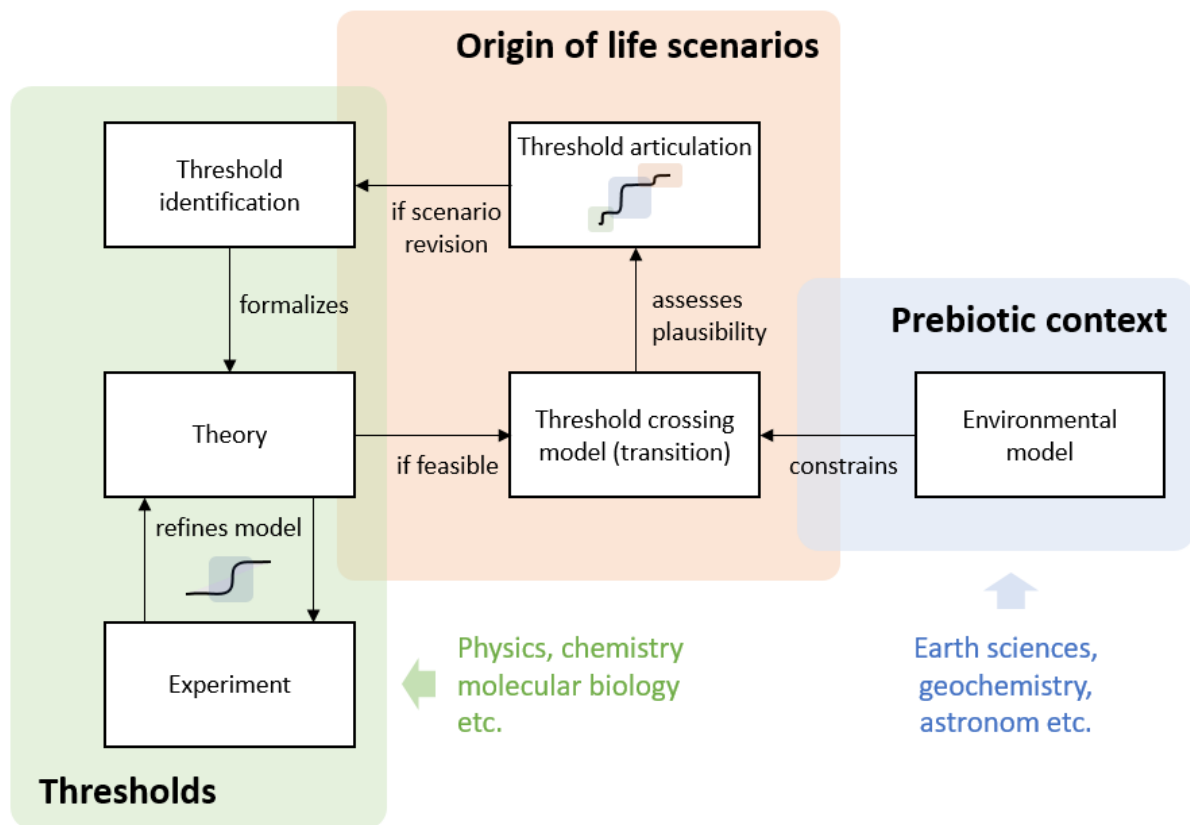 Origin of life scenarios
Threshold
identification
Threshold articulation
if scenario
revision
formalizes
assesses
plausibility
Prebiotic context
Theory
if feasible
Threshold crossing
model (transition)
constrains
Environmental
model
refines model
Experiment
Physics, chemistry
molecular biology
etc.
Earth sciences,
geochemistry,
astronom etc.
Thresholds